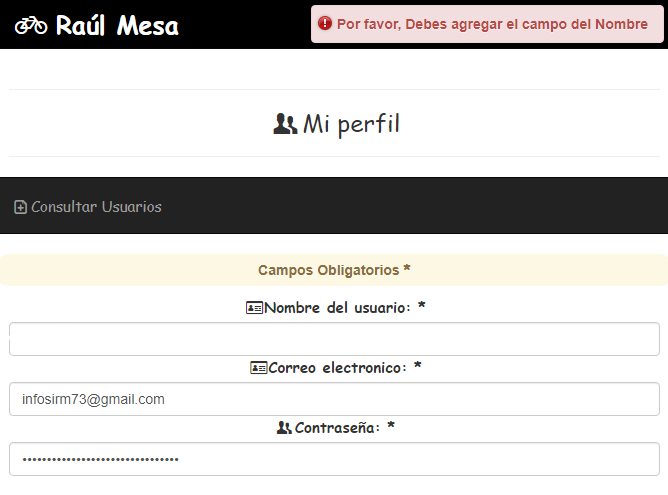 Raúl Mesa
Por favor, Debes agregar el campo del Nombre
Mi perfil
Consultar Usuarios
Campos Obligatorios *
Nombre del usuario: *
Correo electronico: *
infosirm73@gmail.com
Contraseña: *
••••••••••••••••••••••••••••••••